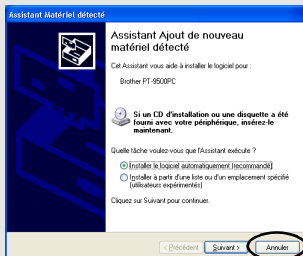 Assistant Matériel détecté
Assistant Ajout de nouveau
matériel détecté
Cet Assistant vous aide à installer le logiciel pour :
Brother PT-9500PC
Si un CD d'installation ou une disquette a été
fourni avec votre périphérique, insérez-le
maintenant.
Quelle tâche voulez-vous que l'Assistant exécute ?
Installer le logiciel automatiquement (recommandé)
Installer à partir d'une liste ou d'un emplacement spécifié
(utilisateurs expérimentés)
Cliquez sur Suivant pour continuer.
< Précédent Suivant > Annuler